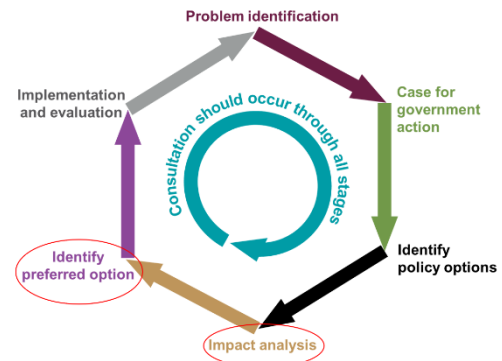 Problem identification
Case for
government
action
Identify
policy options
Impact analysis
Identify
preferred option
Implementation
and evaluation
Consultation should occur through all stages